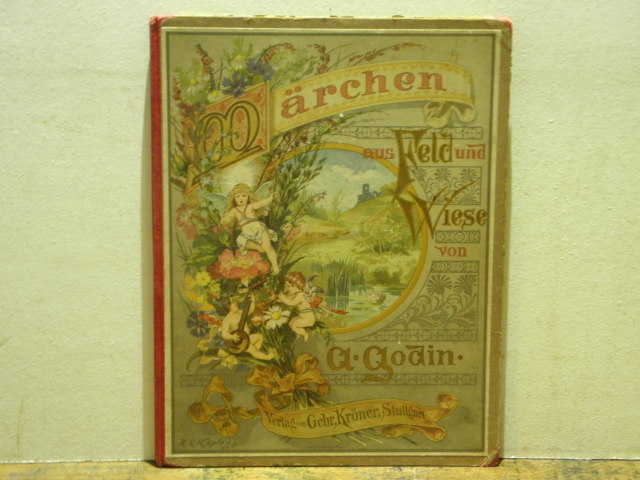 Märchen
aus Feld und
Wiese
von
A. Godin.
Verlag von Gebr. Kröner, Stuttgart